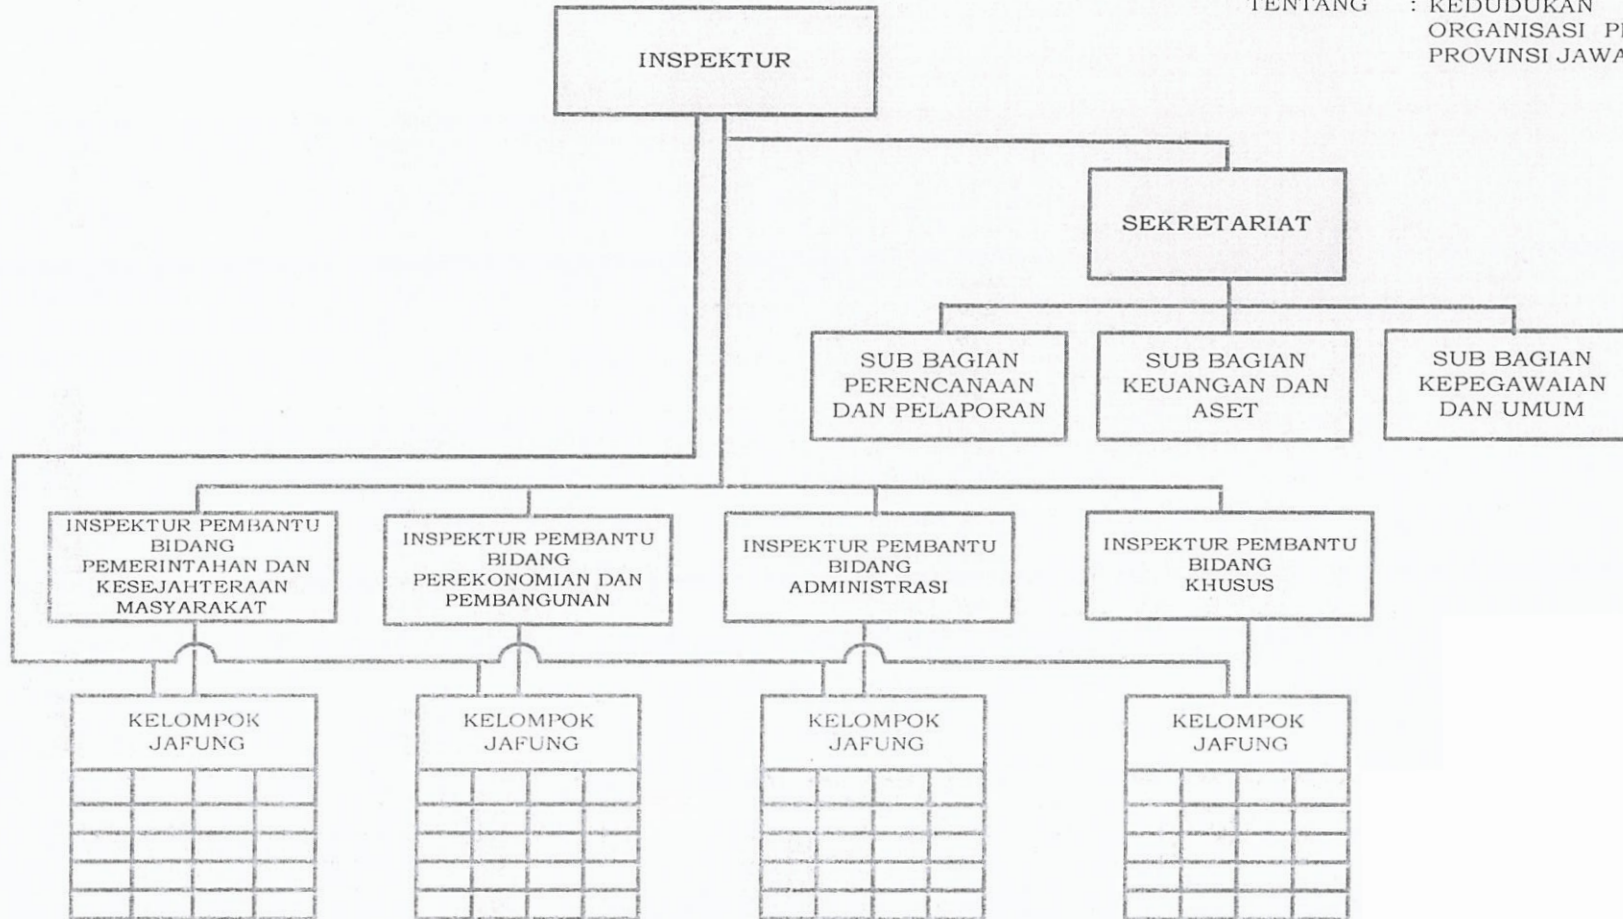 TENTANG : KEDUDUKAN
ORGANISASI
PROVINSI JAWA
INSPEKTUR
SEKRETARIAT
SUB BAGIAN
PERENCANAAN
DAN PELAPORAN
SUB BAGIAN
KEUANGAN DAN
ASET
SUB BAGIAN
KEPEGAWAIAN
DAN UMUM
INSPEKTUR PEMBANTU
BIDANG
PEMERINTAHAN DAN
KESEJAHTERAAN
MASYARAKAT
INSPEKTUR PEMBANTU
BIDANG
PEREKONOMIAN DAN
PEMBANGUNAN
INSPEKTUR PEMBANTU
BIDANG
ADMINISTRASI
INSPEKTUR PEMBANTU
BIDANG
KHUSUS
KELOMPOK
JAFUNG
KELOMPOK
JAFUNG
KELOMPOK
JAFUNG
KELOMPOK
JAFUNG